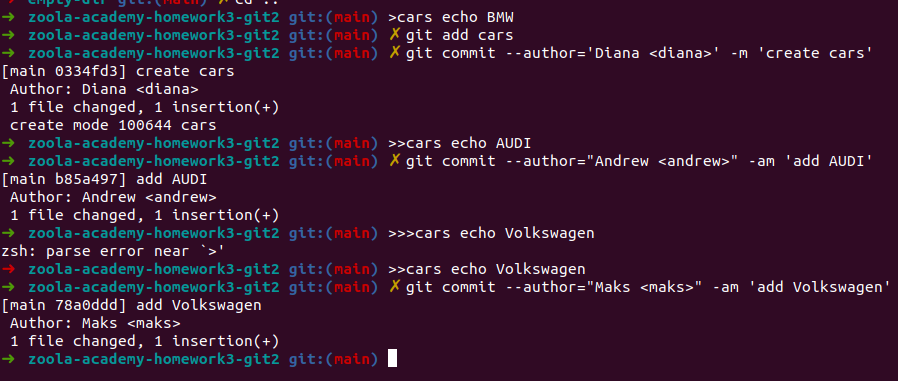 ➜ empty-dir git:(main) ✗ cd ..
➜ zoola-academy-homework3-git2 git:(main) >cars echo BMW
➜ zoola-academy-homework3-git2 git:(main) ✗ git add cars
➜ zoola-academy-homework3-git2 git:(main) ✗ git commit --author='Diana <diana>' -m 'create cars'
[main 0334fd3] create cars
 Author: Diana <diana>
 1 file changed, 1 insertion(+)
 create mode 100644 cars
➜ zoola-academy-homework3-git2 git:(main) >>cars echo AUDI
➜ zoola-academy-homework3-git2 git:(main) ✗ git commit --author="Andrew <andrew>" -am 'add AUDI'
[main b85a497] add AUDI
 Author: Andrew <andrew>
 1 file changed, 1 insertion(+)
➜ zoola-academy-homework3-git2 git:(main) >>>cars echo Volkswagen
zsh: parse error near `>'
➜ zoola-academy-homework3-git2 git:(main) >>cars echo Volkswagen
➜ zoola-academy-homework3-git2 git:(main) ✗ git commit --author="Maks <maks>" -am 'add Volkswagen'
[main 78a0ddd] add Volkswagen
 Author: Maks <maks>
 1 file changed, 1 insertion(+)
➜ zoola-academy-homework3-git2 git:(main)